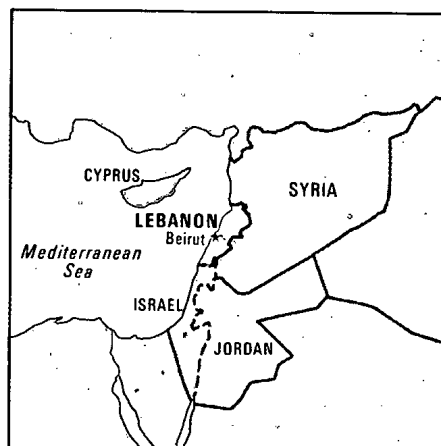 CYPRUS
SYRIA
LEBANON
Beirut
Mediterranean
Sea
ISRAEL
JORDAN